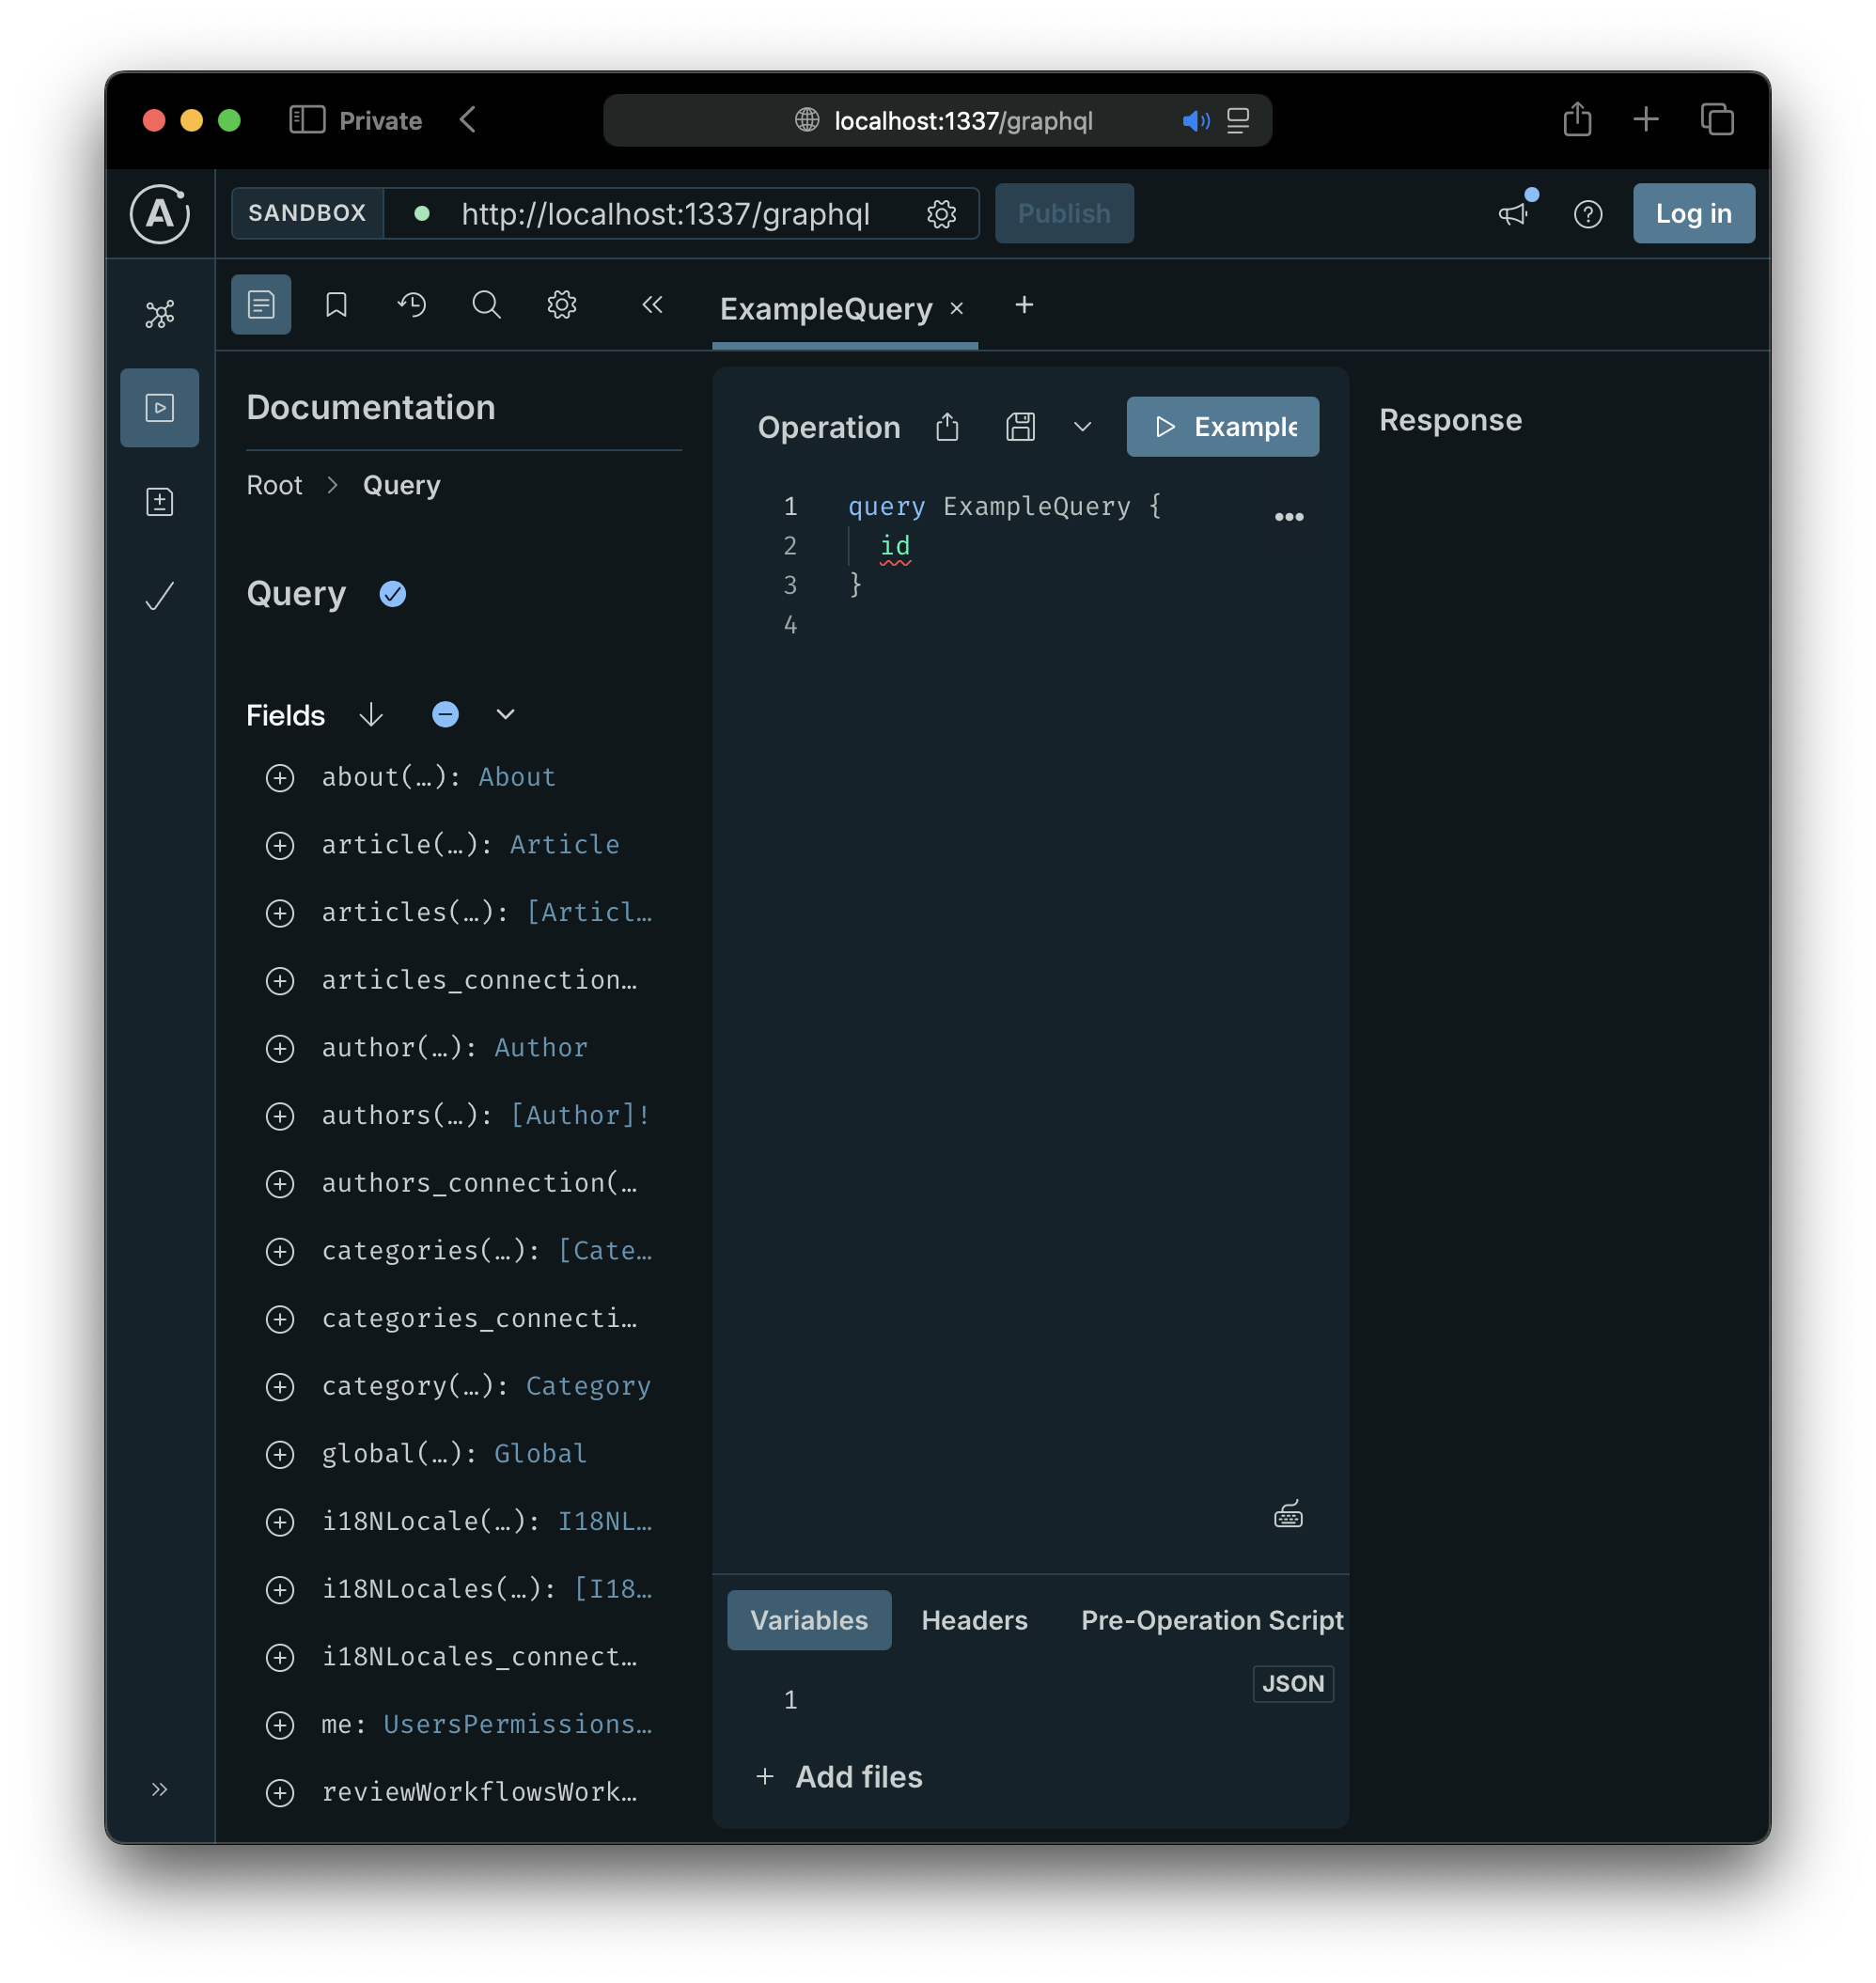 Private
localhost:1337/graphql
SANDBOX
http://localhost:1337/graphql
Publish
Log in
ExampleQuery
Documentation
Root > Query
Query
Fields
about(…): About
article(…): Article
articles(…): [Articl…
articles_connection…
author(…): Author
authors(…): [Author]!
authors_connection(…
categories(…): [Cate…
categories_connecti…
category(…): Category
global(…): Global
i18NLocale(…): I18NL…
i18NLocales(…): [I18…
i18NLocales_connect…
me: UsersPermissions…
reviewWorkflowsWork…
Operation
Example
1 query ExampleQuery {
2 id
3 }
4
Variables
Headers
Pre-Operation Script
1
JSON
+ Add files
Response